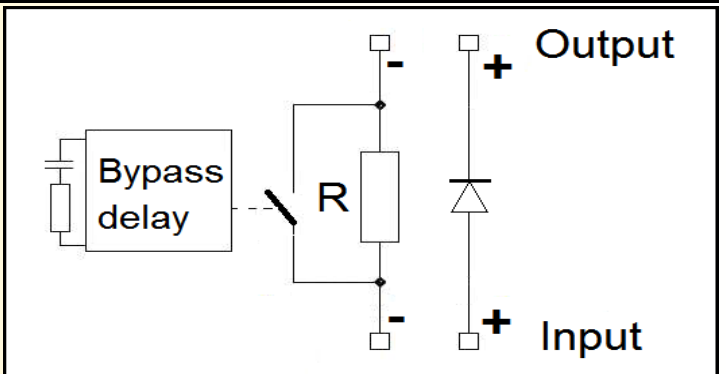 Output
- +
Bypass
delay
R
- +
Input